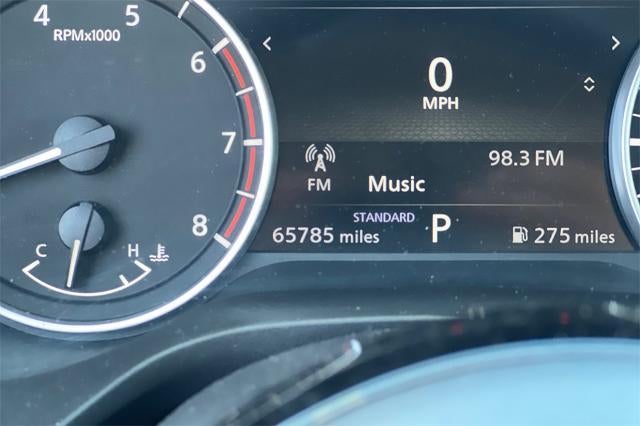 4 5
RPMx1000
6
7
8
C H
0
MPH
98.3 FM
FM Music
STANDARD
65785 miles P 275 miles